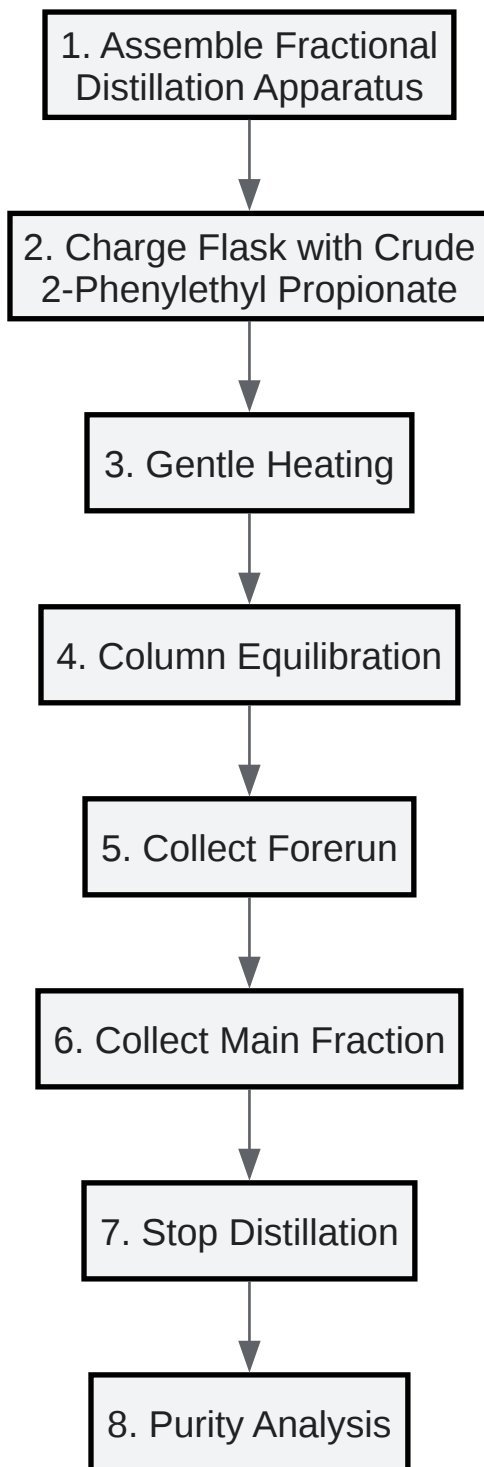 1. Assemble Fractional
Distillation Apparatus
2. Charge Flask with Crude
2-Phenylethyl Propionate
3. Gentle Heating
4. Column Equilibration
5. Collect Forerun
6. Collect Main Fraction
7. Stop Distillation
8. Purity Analysis